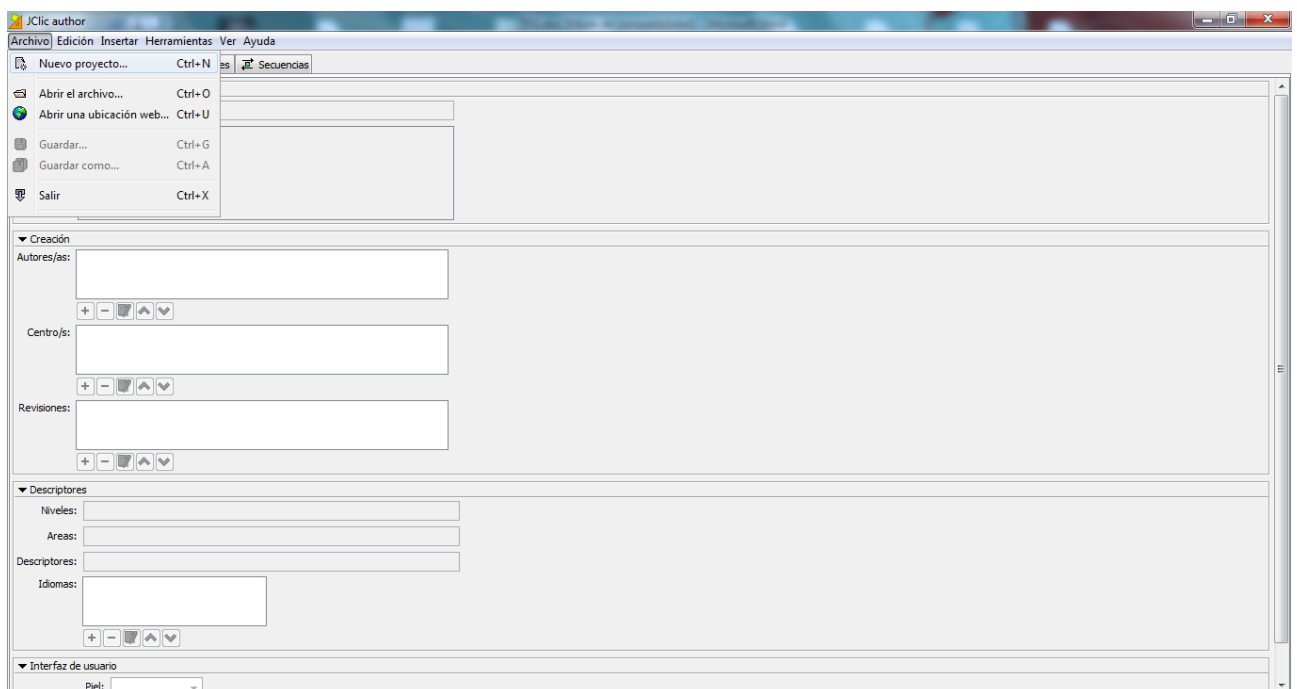 JClic author
Archivo Edición Insertar Herramientas Ver Ayuda
Nuevo proyecto... Ctrl+N
es Secuencias
Abrir el archivo... Ctrl+O
Abrir una ubicación web... Ctrl+U
Guardar... Ctrl+G
Guardar como... Ctrl+A
Salir Ctrl+X
Creación
Autores/as:
Centro/s:
Revisiones:
Descriptores
Niveles:
Areas:
Descriptores:
Idiomas:
Interfaz de usuario
Piel: